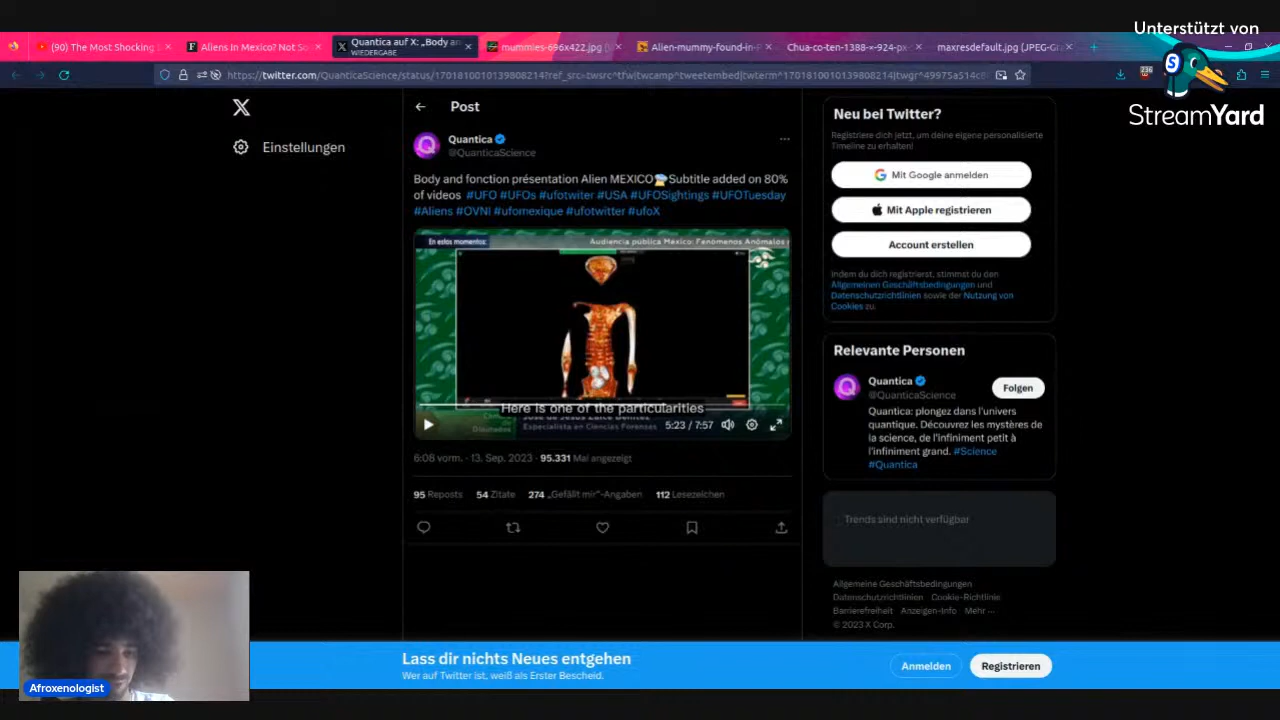 Unterstützt von
StreamYard
(90) The Most Shocking
Aliens In Mexico? Not So
Quantica auf X: „Body an
WIEDERGABE
mummies-696x422.jpg
Alien-mummy-found-in-P
Chua-co-ten-1388-×-924-px
maxresdefault.jpg (JPEG-Gra
236
Einstellungen
Post
Quantica
@QuanticaScience
Body and fonction présentation Alien MEXICO Subtitle added on 80%
of videos #UFO #UFOs #ufotwiter #USA #UFOSightings #UFOTuesday
#Aliens #OVNI #ufomexique #ufotwitter #ufoX
En estos momentos:
Audiencia pública México: Fenómenos Anómalos
Here is one of the particularities
Especialista en Ciencias Forenses
5:23 / 7:57
6:08 vorm. · 13. Sep. 2023 · 95.331 Mal angezeigt
95 Reposts 54 Zitate 274 „Gefällt mir“-Angaben 112 Lesezeichen
Neu bei Twitter?
Registriere dich jetzt, um deine eigene personalisierte
Timeline zu erhalten!
Mit Google anmelden
Mit Apple registrieren
Account erstellen
Indem du dich registrierst, stimmst du den
Allgemeinen Geschäftsbedingungen und
Datenschutzrichtlinien sowie der Nutzung von
Cookies zu.
Relevante Personen
Quantica
@QuanticaScience
Folgen
Quantica: plongez dans l'univers
quantique. Découvrez les mystères de
la science, de l'infiniment petit à
l'infiniment grand. #Science
#Quantica
Trends sind nicht verfügbar
Allgemeine Geschäftsbedingungen
Datenschutzrichtlinien Cookie-Richtlinie
Barrierefreiheit Anzeigen-Info Mehr ···
© 2023 X Corp.
Lass dir nichts Neues entgehen
Wer auf Twitter ist, weiß als Erster Bescheid.
Anmelden
Registrieren
Afroxenologist